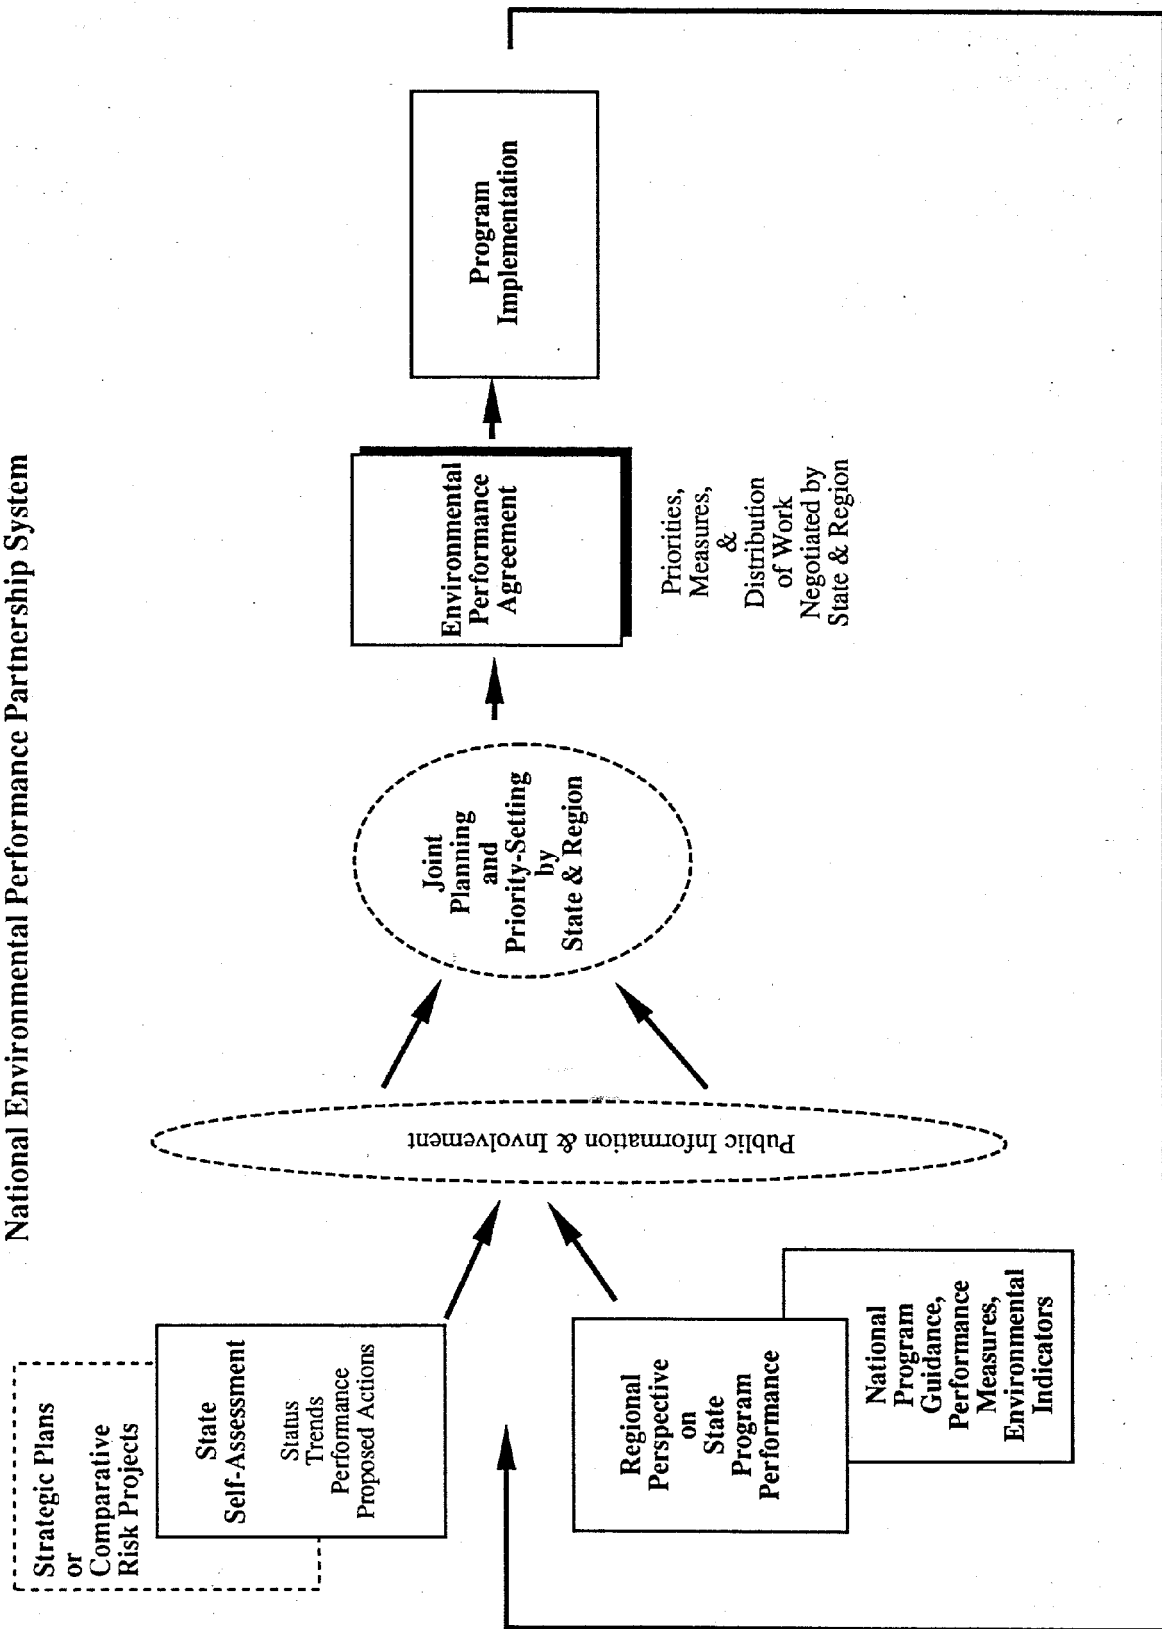 National Environmental Performance Partnership System
Strategic Plans
or
Comparative
Risk Projects
State
Self-Assessment
Status
Trends
Performance
Proposed Actions
Regional
Perspective
on
State
Program
Performance
National
Program
Guidance,
Performance
Measures,
Environmental
Indicators
Public Information & Involvement
Joint
Planning
and
Priority-Setting
by
State & Region
Environmental
Performance
Agreement
Priorities,
Measures,
&
Distribution
of Work
Negotiated by
State & Region
Program
Implementation